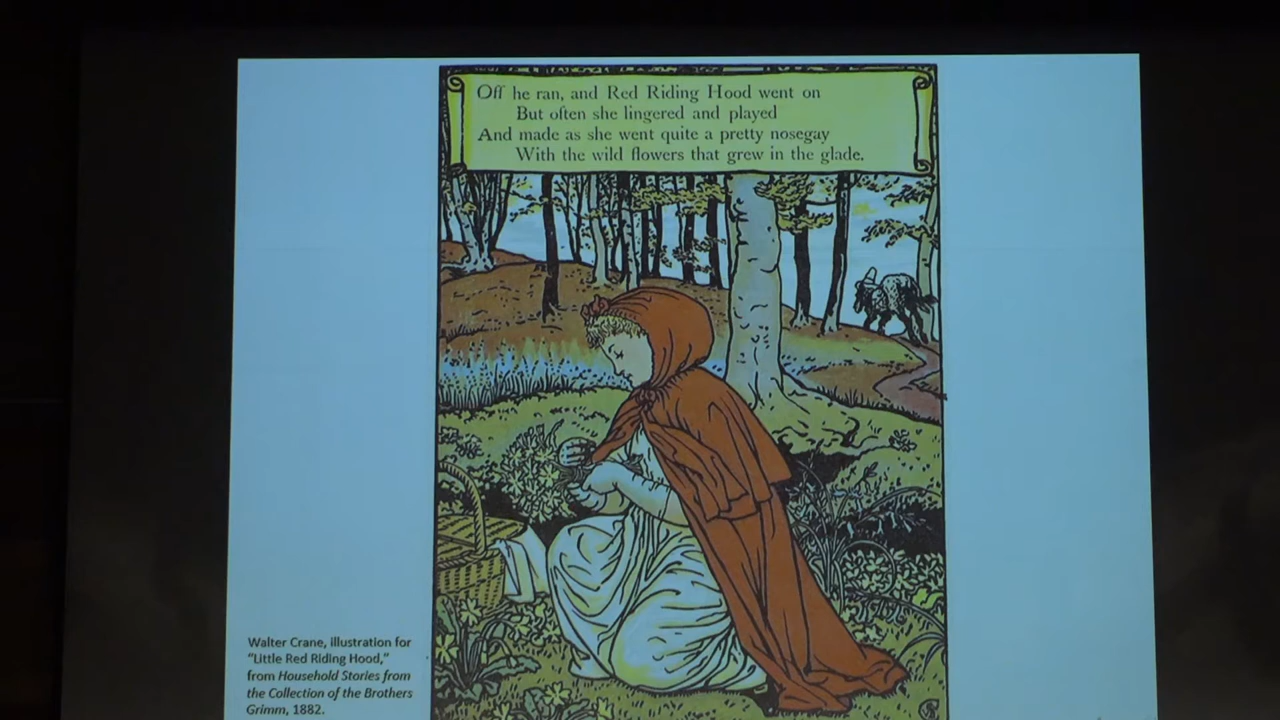 Off he ran, and Red Riding Hood went on
But often she lingered and played
And made as she went quite a pretty nosegay
With the wild flowers that grew in the glade.
Walter Crane, illustration for
“Little Red Riding Hood,”
from Household Stories from
the Collection of the Brothers
Grimm, 1882.